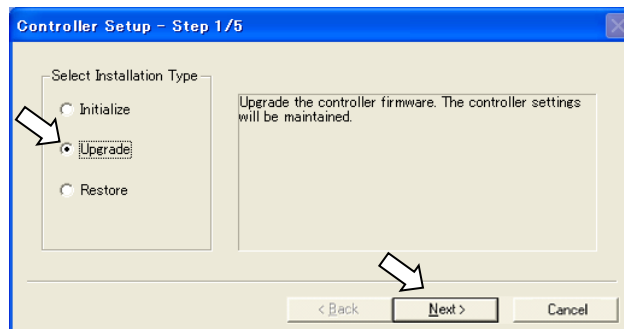 Controller Setup - Step 1/5
Select Installation Type
Initialize
Upgrade
Restore
Upgrade the controller firmware. The controller settings
will be maintained.
< Back
Next >
Cancel